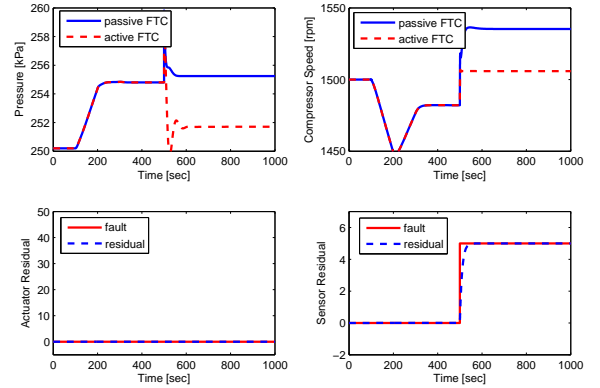 260
258
256
254
252
250
0 200 400 600 800 1000
Time [sec]
Pressure [kPa]
passive FTC
active FTC
1550
1500
1450
0 200 400 600 800 1000
Time [sec]
Compressor Speed [rpm]
passive FTC
active FTC
50
40
30
20
10
0
0 200 400 600 800 1000
Time [sec]
Actuator Residual
fault
residual
6
4
2
0
−2
0 200 400 600 800 1000
Time [sec]
Sensor Residual
fault
residual